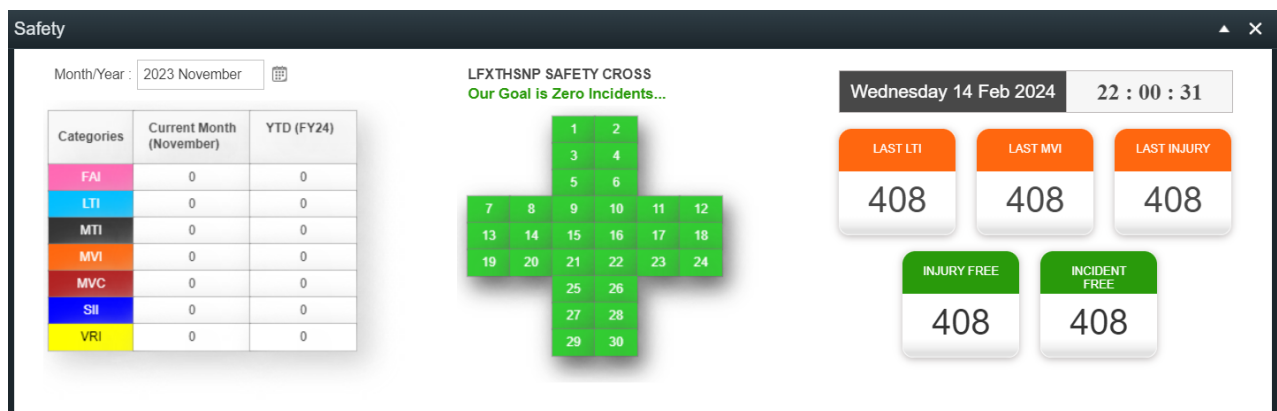 Safety
Month/Year : 2023 November
Categories Current Month (November) YTD (FY24)
FAI 0 0
LTI 0 0
MTI 0 0
MVI 0 0
MVC 0 0
SII 0 0
VRI 0 0
LFXTHSNP SAFETY CROSS
Our Goal is Zero Incidents...
1 2
3 4
5 6
7 8 9 10 11 12
13 14 15 16 17 18
19 20 21 22 23 24
25 26
27 28
29 30
Wednesday 14 Feb 2024 22 : 00 : 31
LAST LTI LAST MVI LAST INJURY
408 408 408
INJURY FREE INCIDENT FREE
408 408